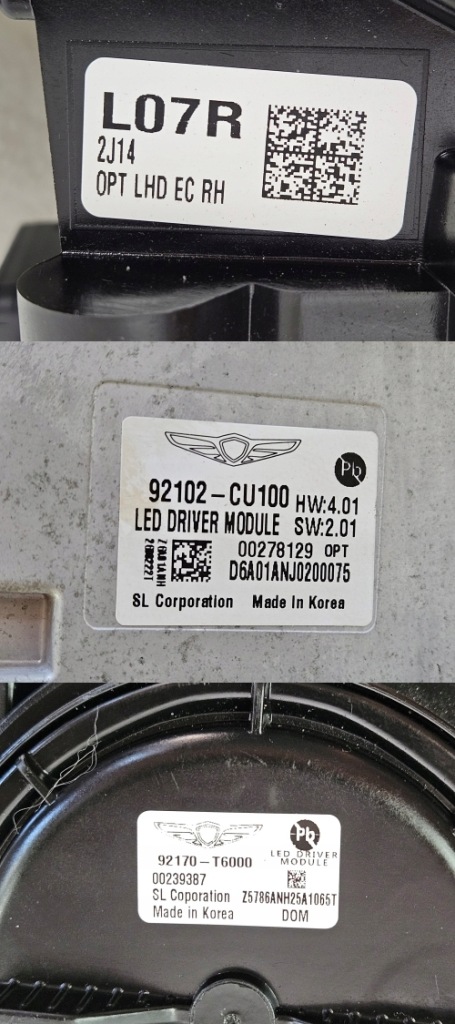 L07R
2J14
OPT LHD EC RH
Pb
92102-CU100 HW:4.01
LED DRIVER MODULE SW:2.01
00278129 OPT
D6A01ANJ0200075
SL Corporation Made In Korea
Pb
LED DRIVER
MODULE
92170-T6000
00239387
SL Coporation Z5786ANH25A1065T
Made in Korea DOM